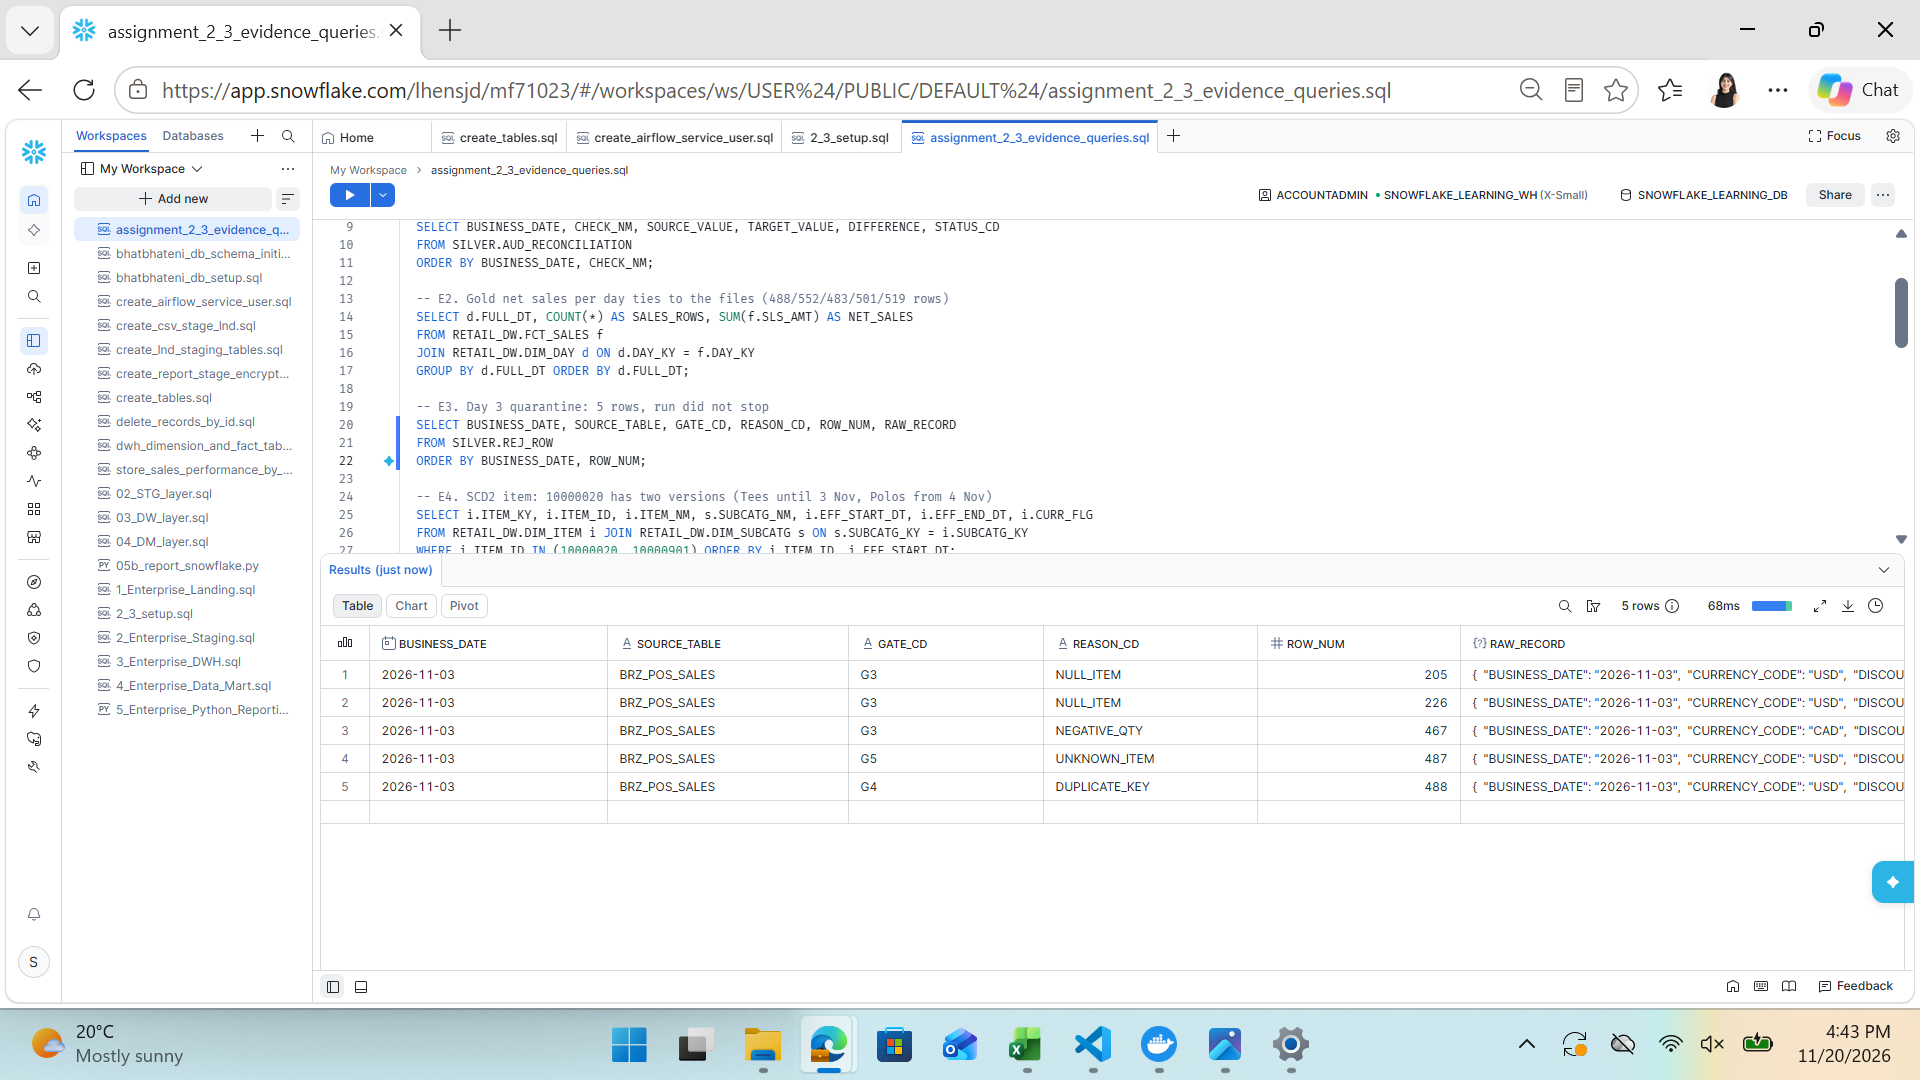 assignment_2_3_evidence_queries.
https://app.snowflake.com/lhensjd/mf71023/#/workspaces/ws/USER%24/PUBLIC/DEFAULT%24/assignment_2_3_evidence_queries.sql
Chat
Workspaces
Databases
Home
create_tables.sql
create_airflow_service_user.sql
2_3_setup.sql
assignment_2_3_evidence_queries.sql
Focus
My Workspace
My Workspace > assignment_2_3_evidence_queries.sql
Add new
ACCOUNTADMIN
SNOWFLAKE_LEARNING_WH (X-Small)
SNOWFLAKE_LEARNING_DB
Share
assignment_2_3_evidence_q...
bhatbhateni_db_schema_initi...
bhatbhateni_db_setup.sql
create_airflow_service_user.sql
create_csv_stage_lnd.sql
create_lnd_staging_tables.sql
create_report_stage_encrypt...
create_tables.sql
delete_records_by_id.sql
dwh_dimension_and_fact_tab...
store_sales_performance_by_...
02_STG_layer.sql
03_DW_layer.sql
04_DM_layer.sql
05b_report_snowflake.py
1_Enterprise_Landing.sql
2_3_setup.sql
2_Enterprise_Staging.sql
3_Enterprise_DWH.sql
4_Enterprise_Data_Mart.sql
5_Enterprise_Python_Reporti...
S
9 SELECT BUSINESS_DATE, CHECK_NM, SOURCE_VALUE, TARGET_VALUE, DIFFERENCE, STATUS_CD
10 FROM SILVER.AUD_RECONCILIATION
11 ORDER BY BUSINESS_DATE, CHECK_NM;
12
13 -- E2. Gold net sales per day ties to the files (488/552/483/501/519 rows)
14 SELECT d.FULL_DT, COUNT(*) AS SALES_ROWS, SUM(f.SLS_AMT) AS NET_SALES
15 FROM RETAIL_DW.FCT_SALES f
16 JOIN RETAIL_DW.DIM_DAY d ON d.DAY_KY = f.DAY_KY
17 GROUP BY d.FULL_DT ORDER BY d.FULL_DT;
18
19 -- E3. Day 3 quarantine: 5 rows, run did not stop
20 SELECT BUSINESS_DATE, SOURCE_TABLE, GATE_CD, REASON_CD, ROW_NUM, RAW_RECORD
21 FROM SILVER.REJ_ROW
22 ORDER BY BUSINESS_DATE, ROW_NUM;
23
24 -- E4. SCD2 item: 10000020 has two versions (Tees until 3 Nov, Polos from 4 Nov)
25 SELECT i.ITEM_KY, i.ITEM_ID, i.ITEM_NM, s.SUBCATG_NM, i.EFF_START_DT, i.EFF_END_DT, i.CURR_FLG
26 FROM RETAIL_DW.DIM_ITEM i JOIN RETAIL_DW.DIM_SUBCATG s ON s.SUBCATG_KY = i.SUBCATG_KY
27 WHERE i.ITEM_ID IN (10000020, 10000901) ORDER BY i.ITEM_ID, i.EFF_START_DT;
Results (just now)
Table
Chart
Pivot
5 rows
68ms
BUSINESS_DATE SOURCE_TABLE GATE_CD REASON_CD ROW_NUM RAW_RECORD
1 2026-11-03 BRZ_POS_SALES G3 NULL_ITEM 205 { "BUSINESS_DATE": "2026-11-03", "CURRENCY_CODE": "USD", "DISCOU
2 2026-11-03 BRZ_POS_SALES G3 NULL_ITEM 226 { "BUSINESS_DATE": "2026-11-03", "CURRENCY_CODE": "USD", "DISCOU
3 2026-11-03 BRZ_POS_SALES G3 NEGATIVE_QTY 467 { "BUSINESS_DATE": "2026-11-03", "CURRENCY_CODE": "CAD", "DISCOU
4 2026-11-03 BRZ_POS_SALES G5 UNKNOWN_ITEM 487 { "BUSINESS_DATE": "2026-11-03", "CURRENCY_CODE": "USD", "DISCOU
5 2026-11-03 BRZ_POS_SALES G4 DUPLICATE_KEY 488 { "BUSINESS_DATE": "2026-11-03", "CURRENCY_CODE": "USD", "DISCOU
Feedback
20°C
Mostly sunny
4:43 PM
11/20/2026